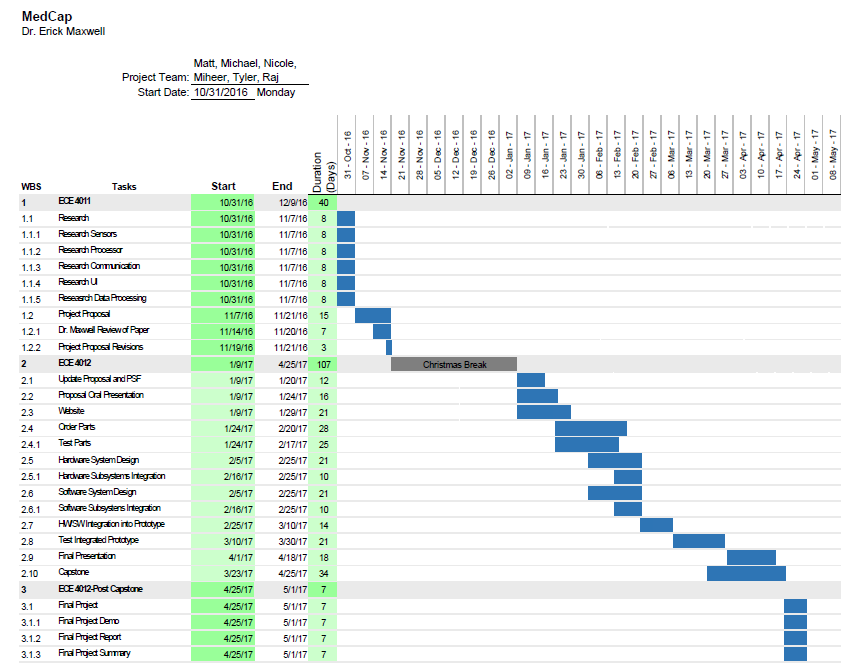 MedCap
Dr. Erick Maxwell
Matt, Michael, Nicole,
Project Team: Miheer, Tyler, Raj
Start Date: 10/31/2016 Monday
WBS Tasks Start End Duration (Days) 31 - Oct - 16 07 - Nov - 16 14 - Nov - 16 21 - Nov - 16 28 - Nov - 16 05 - Dec - 16 12 - Dec - 16 19 - Dec - 16 26 - Dec - 16 02 - Jan - 17 09 - Jan - 17 16 - Jan - 17 23 - Jan - 17 30 - Jan - 17 06 - Feb - 17 13 - Feb - 17 20 - Feb - 17 27 - Feb - 17 06 - Mar - 17 13 - Mar - 17 20 - Mar - 17 27 - Mar - 17 03 - Apr - 17 10 - Apr - 17 17 - Apr - 17 24 - Apr - 17 01 - May - 17 08 - May - 17
1 ECE 4011 10/31/16 12/9/16 40
1.1 Research 10/31/16 11/7/16 8
1.1.1 Research Sensors 10/31/16 11/7/16 8
1.1.2 Research Processor 10/31/16 11/7/16 8
1.1.3 Research Communication 10/31/16 11/7/16 8
1.1.4 Research UI 10/31/16 11/7/16 8
1.1.5 Reseasrch Data Processing 10/31/16 11/7/16 8
1.2 Project Proposal 11/7/16 11/21/16 15
1.2.1 Dr. Maxwell Review of Paper 11/14/16 11/20/16 7
1.2.2 Project Proposal Revisions 11/19/16 11/21/16 3
2 ECE 4012 1/9/17 4/25/17 107 Christmas Break
2.1 Update Proposal and PSF 1/9/17 1/20/17 12
2.2 Proposal Oral Presentation 1/9/17 1/24/17 16
2.3 Website 1/9/17 1/29/17 21
2.4 Order Parts 1/24/17 2/20/17 28
2.4.1 Test Parts 1/24/17 2/17/17 25
2.5 Hardware System Design 2/5/17 2/25/17 21
2.5.1 Hardware Subsystems Integration 2/16/17 2/25/17 10
2.6 Software System Design 2/5/17 2/25/17 21
2.6.1 Software Subsystens Integration 2/16/17 2/25/17 10
2.7 HW/SW Integration into Prototype 2/25/17 3/10/17 14
2.8 Test Integrated Prototype 3/10/17 3/30/17 21
2.9 Final Presentation 4/1/17 4/18/17 18
2.10 Capstone 3/23/17 4/25/17 34
3 ECE 4012-Post Capstone 4/25/17 5/1/17 7
3.1 Final Project 4/25/17 5/1/17 7
3.1.1 Final Project Demo 4/25/17 5/1/17 7
3.1.2 Final Project Report 4/25/17 5/1/17 7
3.1.3 Final Project Summary 4/25/17 5/1/17 7